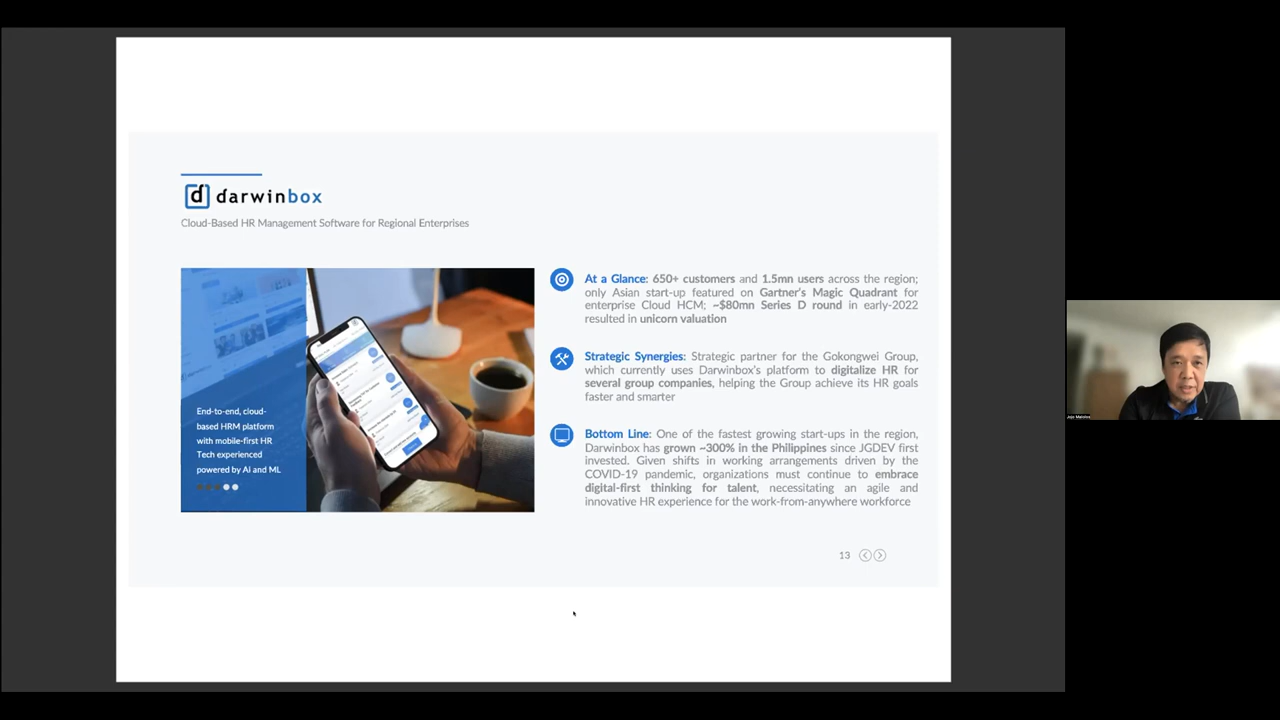 d darwinbox
Cloud-Based HR Management Software for Regional Enterprises
End-to-end, cloud-
based HRM platform
with mobile-first HR
Tech experienced
powered by Ai and ML
At a Glance: 650+ customers and 1.5mn users across the region;
only Asian start-up featured on Gartner's Magic Quadrant for
enterprise Cloud HCM; ~$80mn Series D round in early-2022
resulted in unicorn valuation
Strategic Synergies: Strategic partner for the Gokongwei Group,
which currently uses Darwinbox's platform to digitalize HR for
several group companies, helping the Group achieve its HR goals
faster and smarter
Bottom Line: One of the fastest growing start-ups in the region,
Darwinbox has grown ~300% in the Philippines since JGDEV first
invested. Given shifts in working arrangements driven by the
COVID-19 pandemic, organizations must continue to embrace
digital-first thinking for talent, necessitating an agile and
innovative HR experience for the work-from-anywhere workforce
13